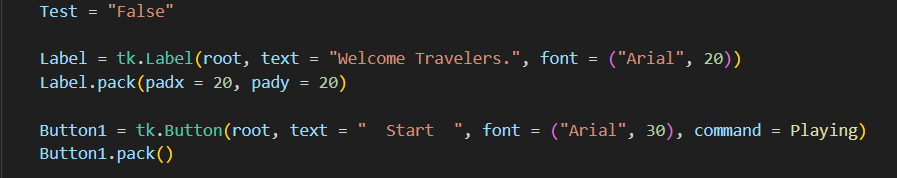 Test = "False"
Label = tk.Label(root, text = "Welcome Travelers.", font = ("Arial", 20))
Label.pack(padx = 20, pady = 20)
Button1 = tk.Button(root, text = "  Start  ", font = ("Arial", 30), command = Playing)
Button1.pack()